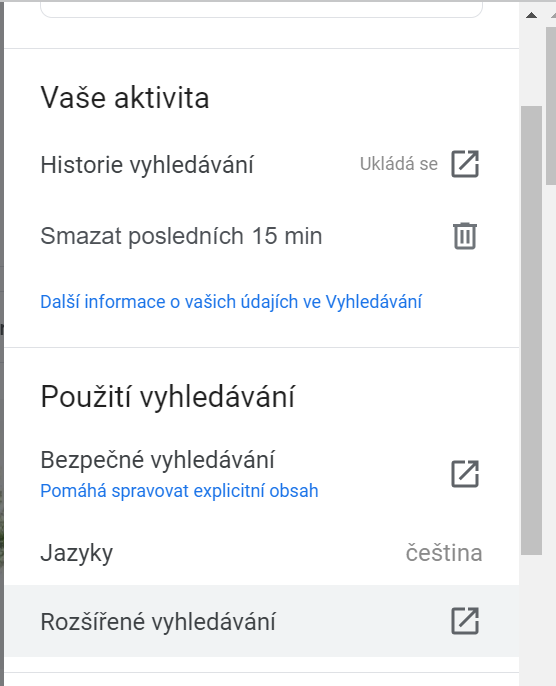 Vaše aktivita
Historie vyhledávání Ukládá se
Smazat posledních 15 min
Další informace o vašich údajích ve Vyhledávání
Použití vyhledávání
Bezpečné vyhledávání
Pomáhá spravovat explicitní obsah
Jazyky čeština
Rozšířené vyhledávání